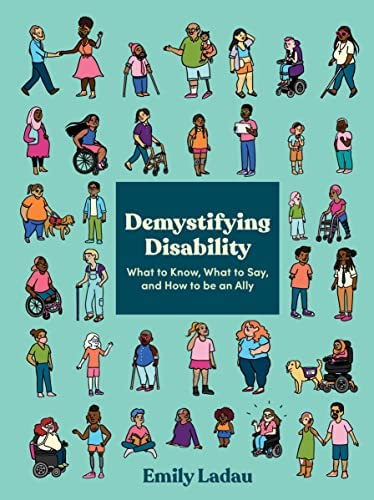 Demystifying
Disability
What to Know, What to Say,
and How to be an Ally
Emily Ladau